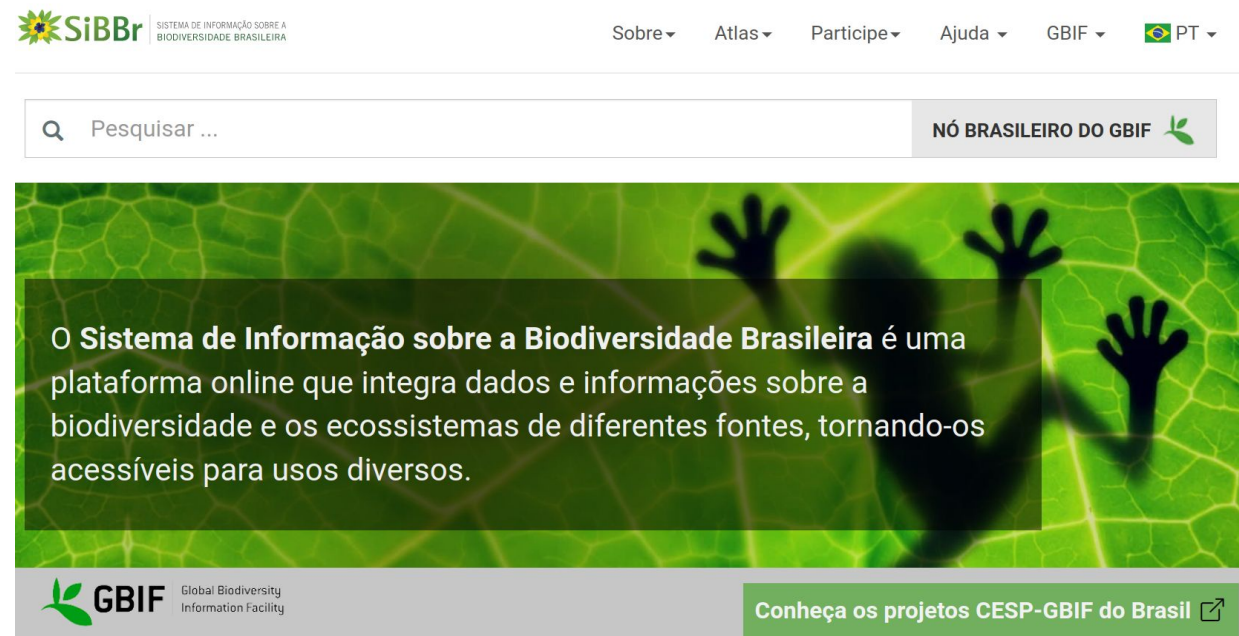 SiBBr
SISTEMA DE INFORMAÇÃO SOBRE A
BIODIVERSIDADE BRASILEIRA
Sobre Atlas Participe Ajuda GBIF PT
Pesquisar ...
NÓ BRASILEIRO DO GBIF
O Sistema de Informação sobre a Biodiversidade Brasileira é uma
plataforma online que integra dados e informações sobre a
biodiversidade e os ecossistemas de diferentes fontes, tornando-os
acessíveis para usos diversos.
GBIF
Global Biodiversity
Information Facility
Conheça os projetos CESP-GBIF do Brasil